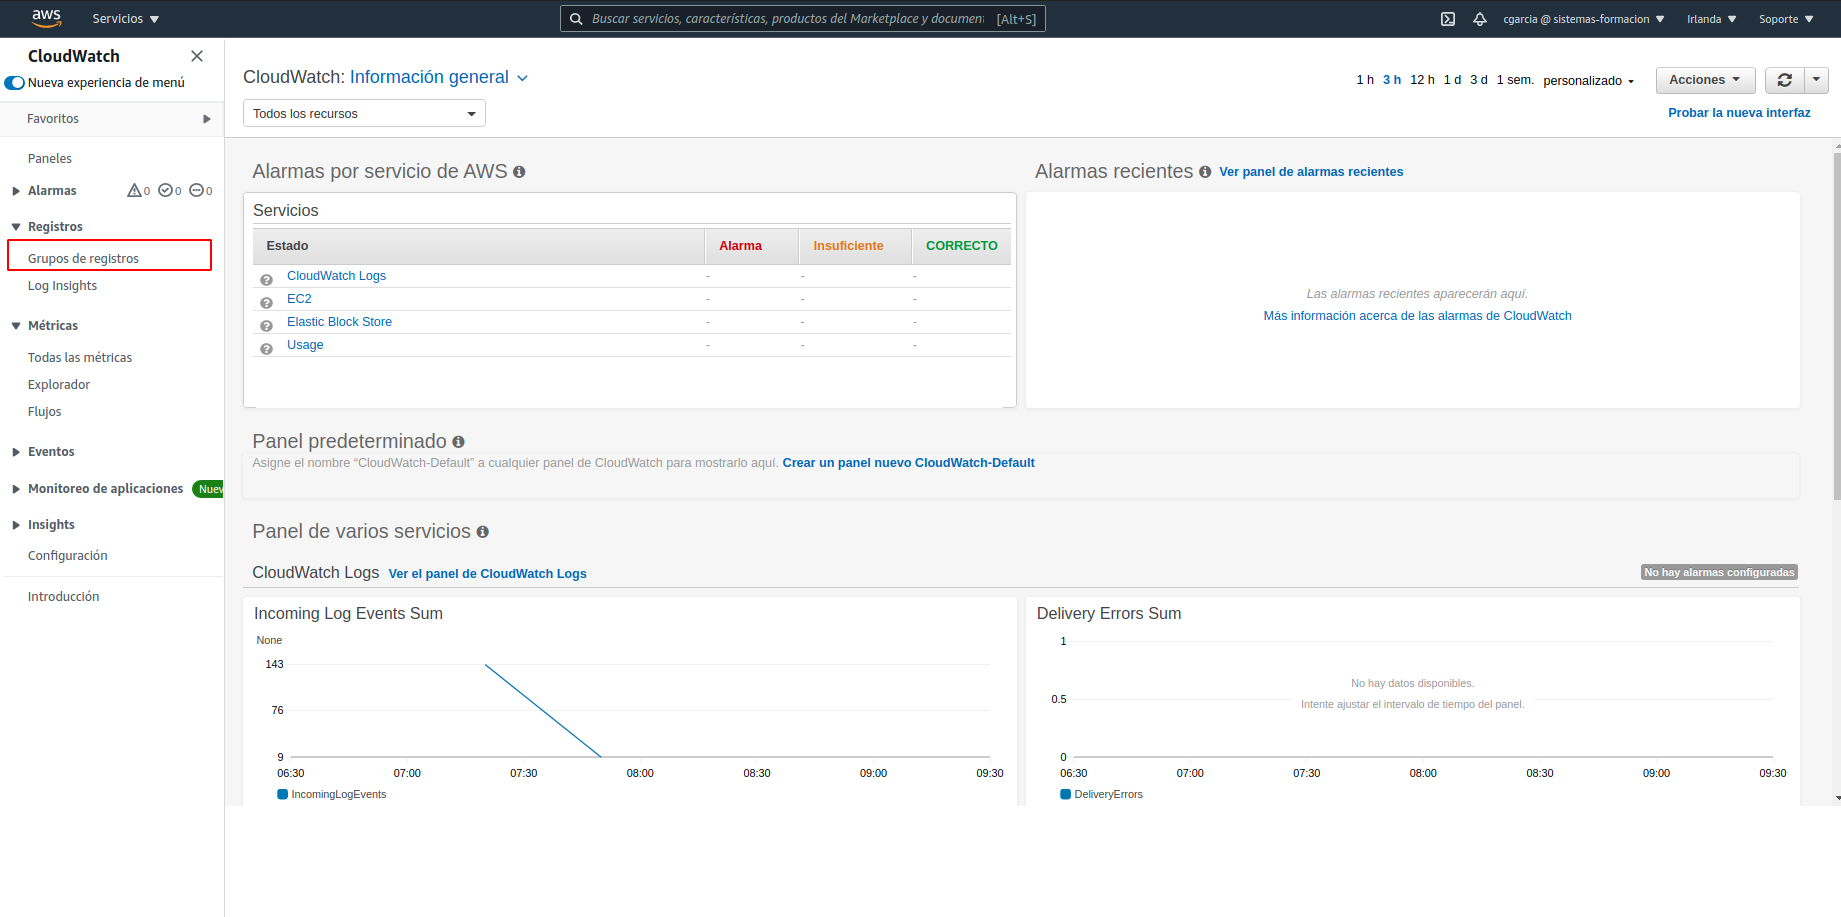 aws
Servicios
Buscar servicios, características, productos del Marketplace y document [Alt+S]
cgarcia @ sistemas-formacion
Irlanda
Soporte
CloudWatch
Nueva experiencia de menú
Favoritos
Paneles
Alarmas 0 0 0
Registros
Grupos de registros
Log Insights
Métricas
Todas las métricas
Explorador
Flujos
Eventos
Monitoreo de aplicaciones Nuev
Insights
Configuración
Introducción
CloudWatch: Información general
1 h 3 h 12 h 1 d 3 d 1 sem. personalizado
Acciones
Todos los recursos
Probar la nueva interfaz
Alarmas por servicio de AWS
Servicios
Estado Alarma Insuficiente CORRECTO
CloudWatch Logs - - -
EC2 - - -
Elastic Block Store - - -
Usage - - -
Alarmas recientes Ver panel de alarmas recientes
Las alarmas recientes aparecerán aquí.
Más información acerca de las alarmas de CloudWatch
Panel predeterminado
Asigne el nombre “CloudWatch-Default” a cualquier panel de CloudWatch para mostrarlo aquí. Crear un panel nuevo CloudWatch-Default
Panel de varios servicios
CloudWatch Logs Ver el panel de CloudWatch Logs
No hay alarmas configuradas
Incoming Log Events Sum
None
143
76
9
06:30 07:00 07:30 08:00 08:30 09:00 09:30
IncomingLogEvents
Delivery Errors Sum
1
No hay datos disponibles.
0.5
Intente ajustar el intervalo de tiempo del panel.
0
06:30 07:00 07:30 08:00 08:30 09:00 09:30
DeliveryErrors